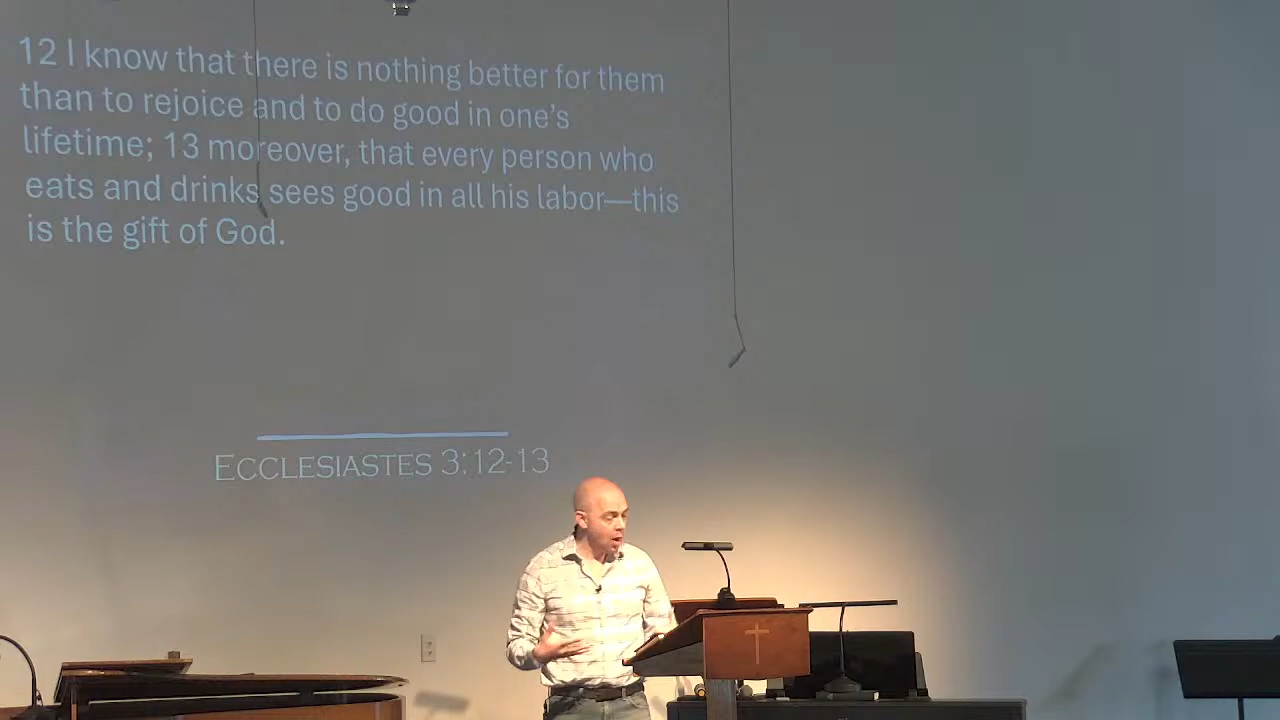 12 I know that there is nothing better for them
than to rejoice and to do good in one's
lifetime; 13 moreover, that every person who
eats and drinks sees good in all his labor—this
is the gift of God.
ECCLESIASTES 3:12-13